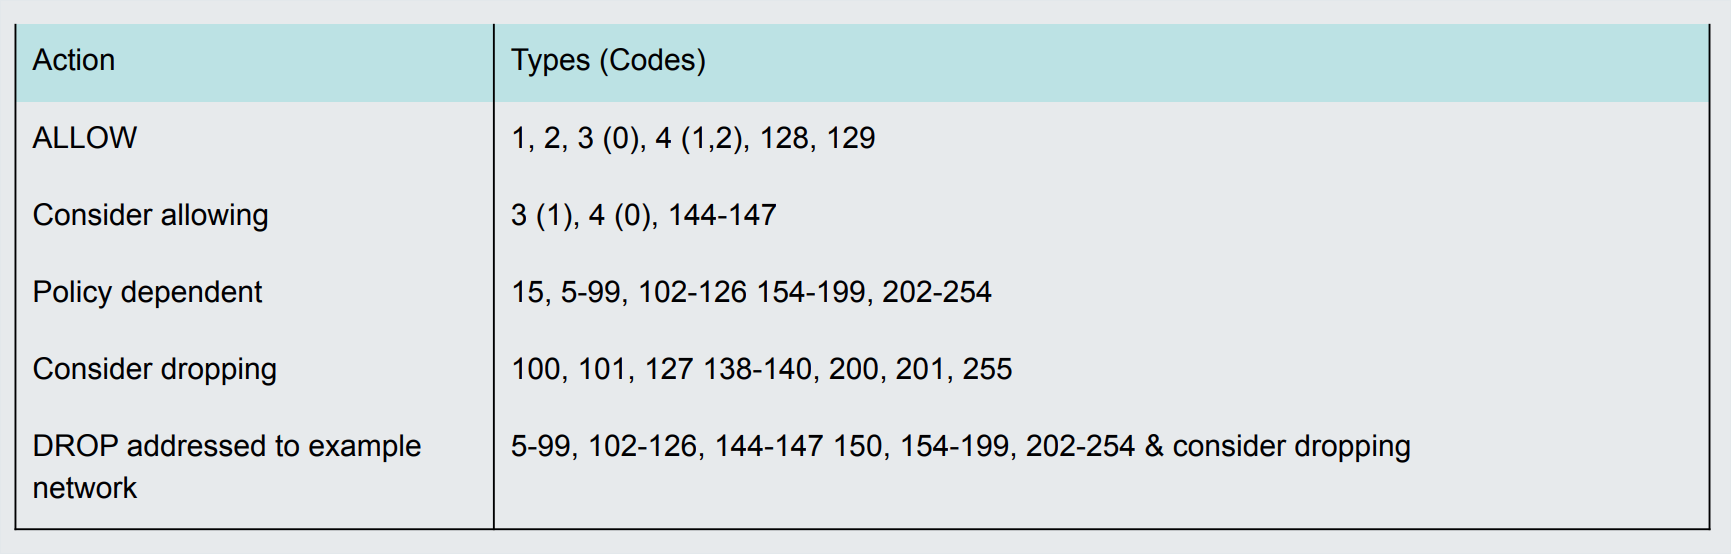 Action Types (Codes)
ALLOW 1, 2, 3 (0), 4 (1,2), 128, 129
Consider allowing 3 (1), 4 (0), 144-147
Policy dependent 15, 5-99, 102-126 154-199, 202-254
Consider dropping 100, 101, 127 138-140, 200, 201, 255
DROP addressed to example 5-99, 102-126, 144-147 150, 154-199, 202-254 & consider dropping
network